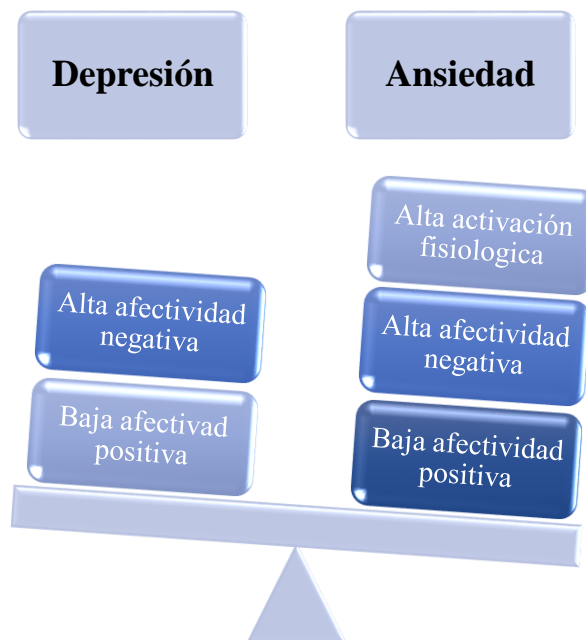 Depresión
Ansiedad
Alta activación
fisiologica
Alta afectividad
negativa
Alta afectividad
negativa
Baja afectivad
positiva
Baja afectividad
positiva